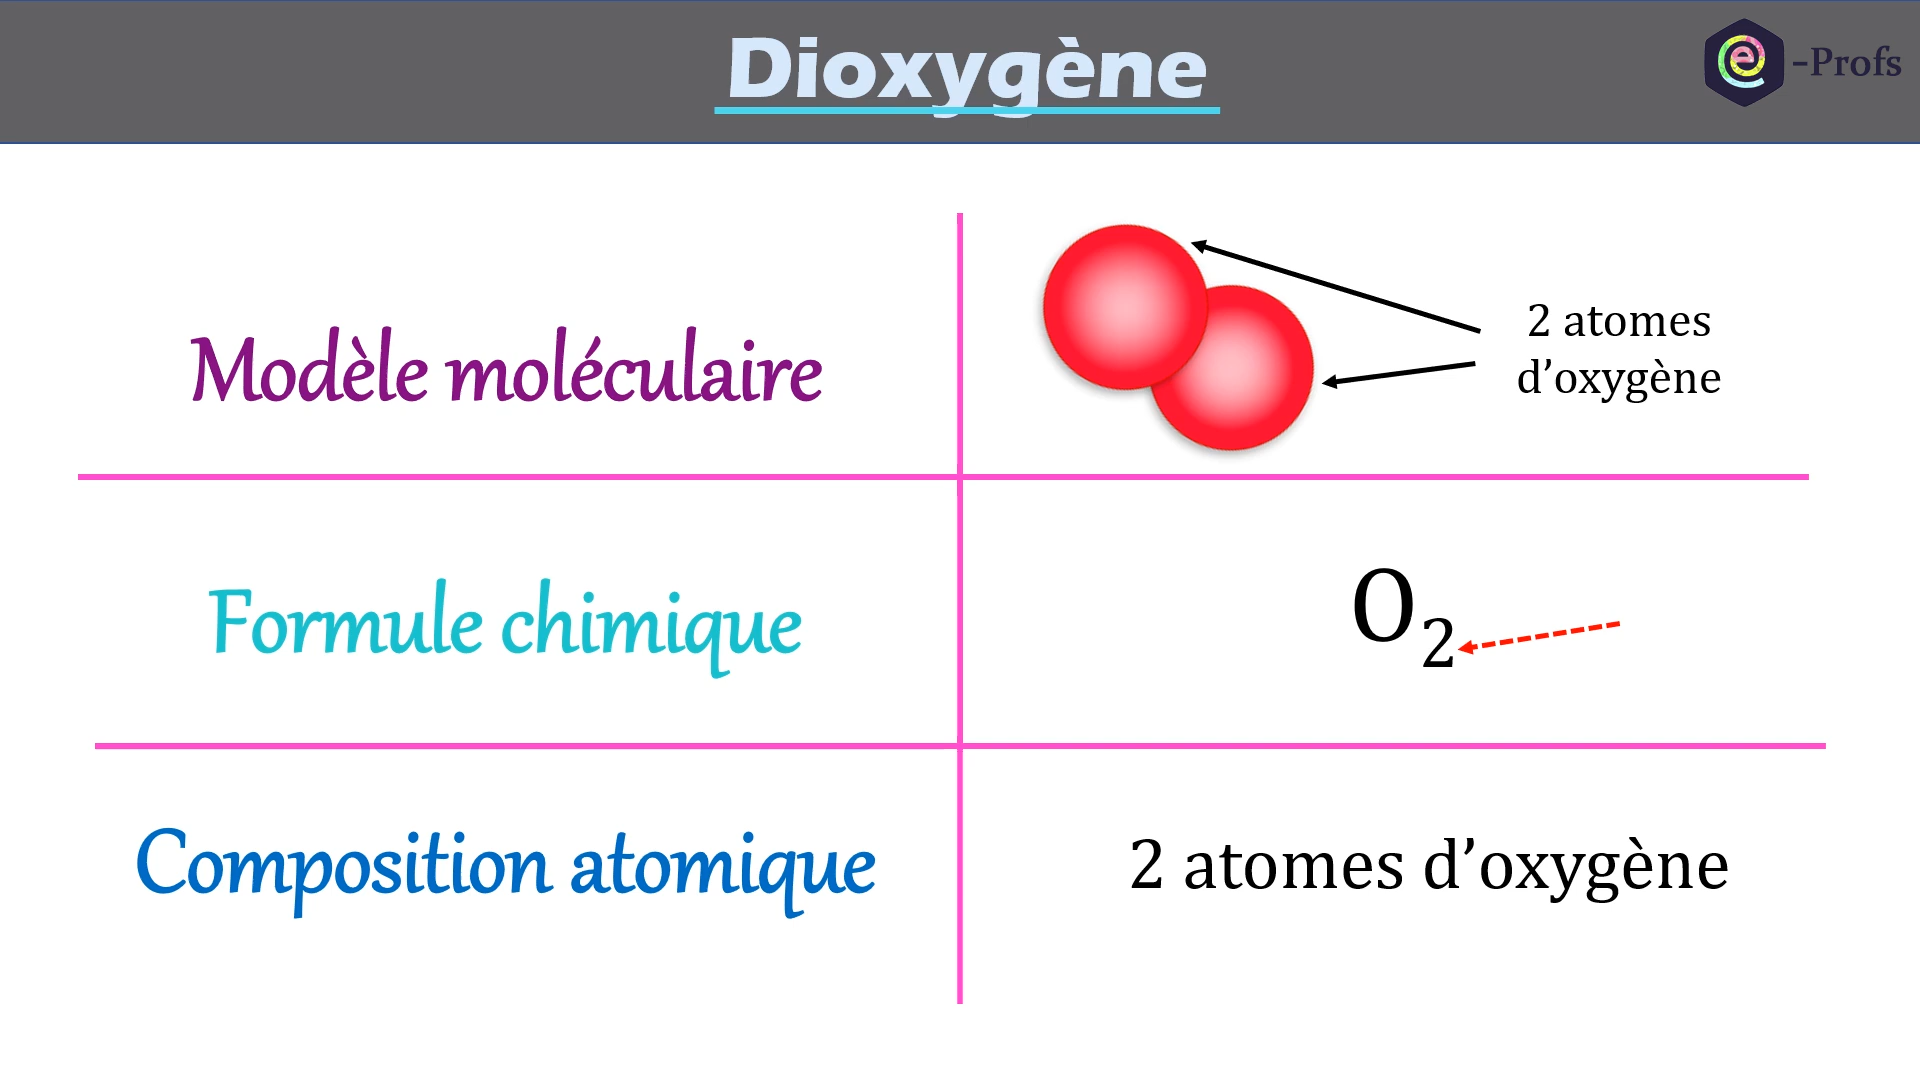 Dioxygène
e-Profs
Modèle moléculaire
2 atomes
d’oxygène
Formule chimique
O₂
Composition atomique
2 atomes d’oxygène